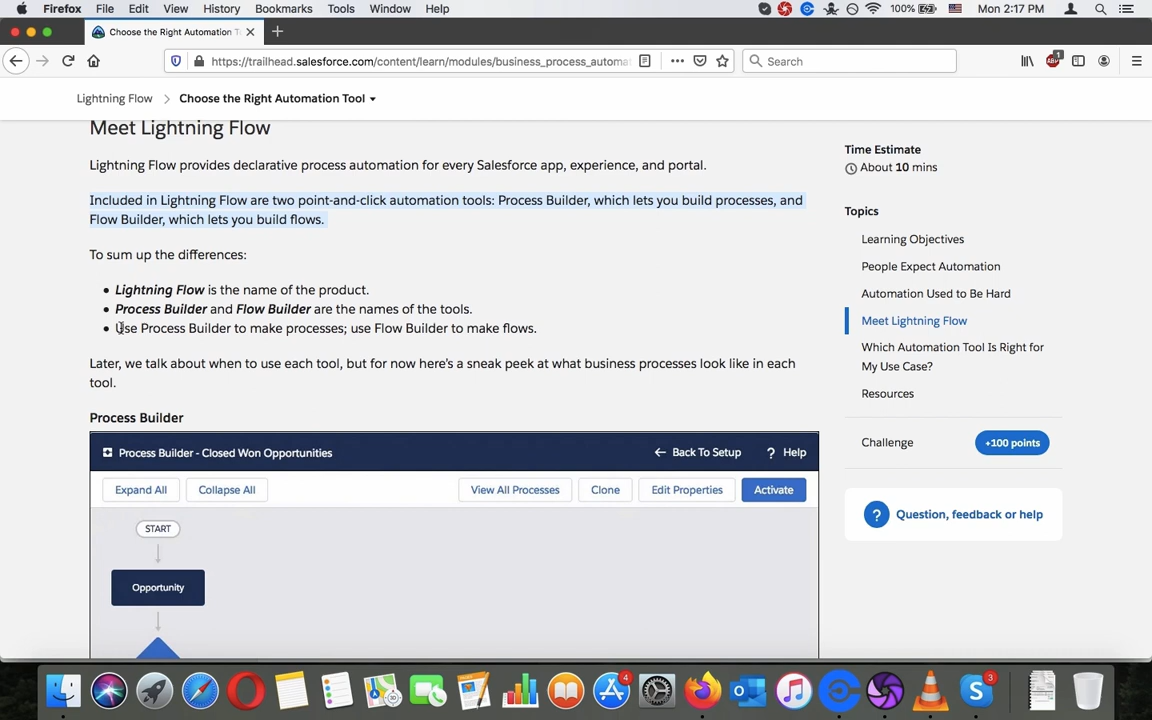 Firefox File Edit View History Bookmarks Tools Window Help 100% Mon 2:17 PM
Choose the Right Automation T
https://trailhead.salesforce.com/content/learn/modules/business_process_automa Search
1
Lightning Flow Choose the Right Automation Tool
Meet Lightning Flow
Lightning Flow provides declarative process automation for every Salesforce app, experience, and portal.
Included in Lightning Flow are two point-and-click automation tools: Process Builder, which lets you build processes, and
Flow Builder, which lets you build flows.
To sum up the differences:
• Lightning Flow is the name of the product.
• Process Builder and Flow Builder are the names of the tools.
• Use Process Builder to make processes; use Flow Builder to make flows.
Later, we talk about when to use each tool, but for now here's a sneak peek at what business processes look like in each
tool.
Process Builder
Process Builder - Closed Won Opportunities Back To Setup ? Help
Expand All Collapse All View All Processes Clone Edit Properties Activate
START
Opportunity
Time Estimate
About 10 mins
Topics
Learning Objectives
People Expect Automation
Automation Used to Be Hard
Meet Lightning Flow
Which Automation Tool Is Right for
My Use Case?
Resources
Challenge +100 points
? Question, feedback or help
4
3